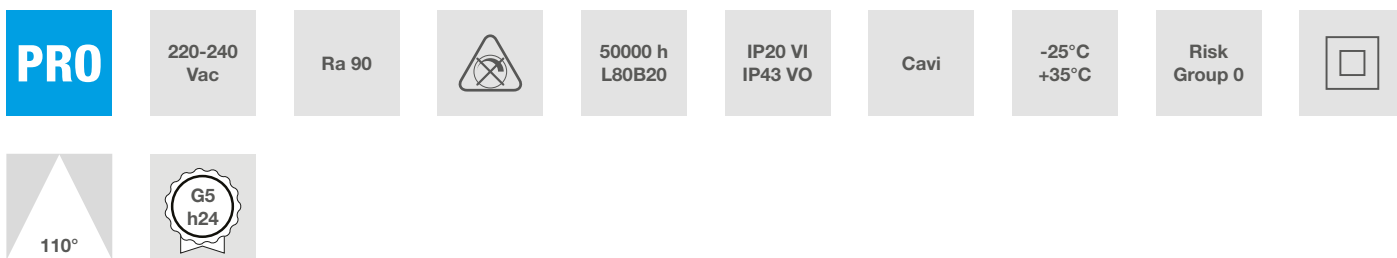 PRO
220-240
Vac
Ra 90
50000 h
L80B20
IP20 VI
IP43 VO
Cavi
-25°C
+35°C
Risk
Group 0
110°
G5
h24